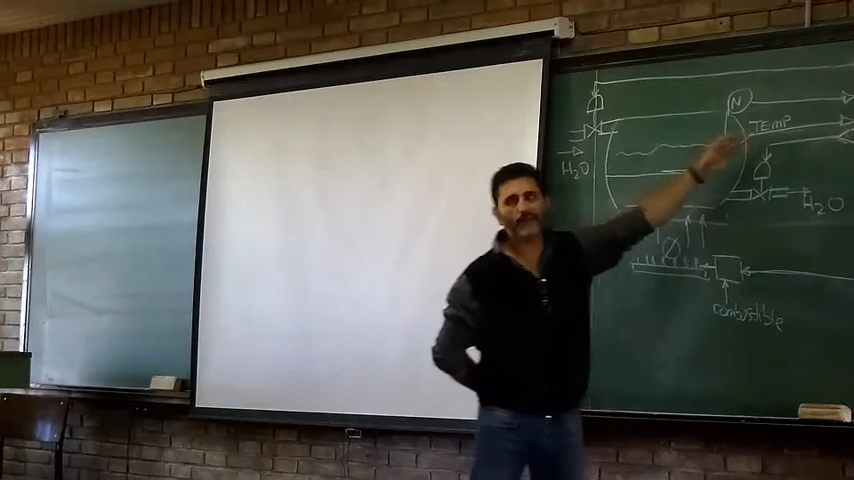 N
TEMP
H2O
H2O
combustible